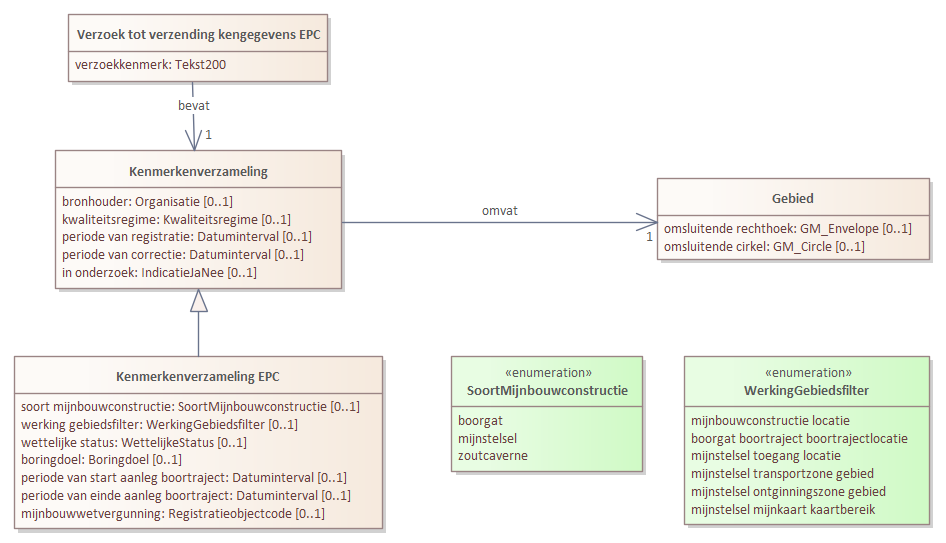 Verzoek tot verzending kengegevens EPC
verzoekkenmerk: Tekst200
bevat
1
Kenmerkenverzameling
bronhouder: Organisatie [0..1]
kwaliteitsregime: Kwaliteitsregime [0..1]
periode van registratie: Datuminterval [0..1]
periode van correctie: Datuminterval [0..1]
in onderzoek: IndicatieJaNee [0..1]
omvat
1
Gebied
omsluitende rechthoek: GM_Envelope [0..1]
omsluitende cirkel: GM_Circle [0..1]
Kenmerkenverzameling EPC
soort mijnbouwconstructie: SoortMijnbouwconstructie [0..1]
werking gebiedsfilter: WerkingGebiedsfilter [0..1]
wettelijke status: WettelijkeStatus [0..1]
boringdoel: Boringdoel [0..1]
periode van start aanleg boortraject: Datuminterval [0..1]
periode van einde aanleg boortraject: Datuminterval [0..1]
mijnbouwwetvergunning: Registratieobjectcode [0..1]
«enumeration»
SoortMijnbouwconstructie
boorgat
mijnstelsel
zoutcaverne
«enumeration»
WerkingGebiedsfilter
mijnbouwconstructie locatie
boorgat boortraject boortrajectlocatie
mijnstelsel toegang locatie
mijnstelsel transportzone gebied
mijnstelsel ontginningszone gebied
mijnstelsel mijnkaart kaartbereik